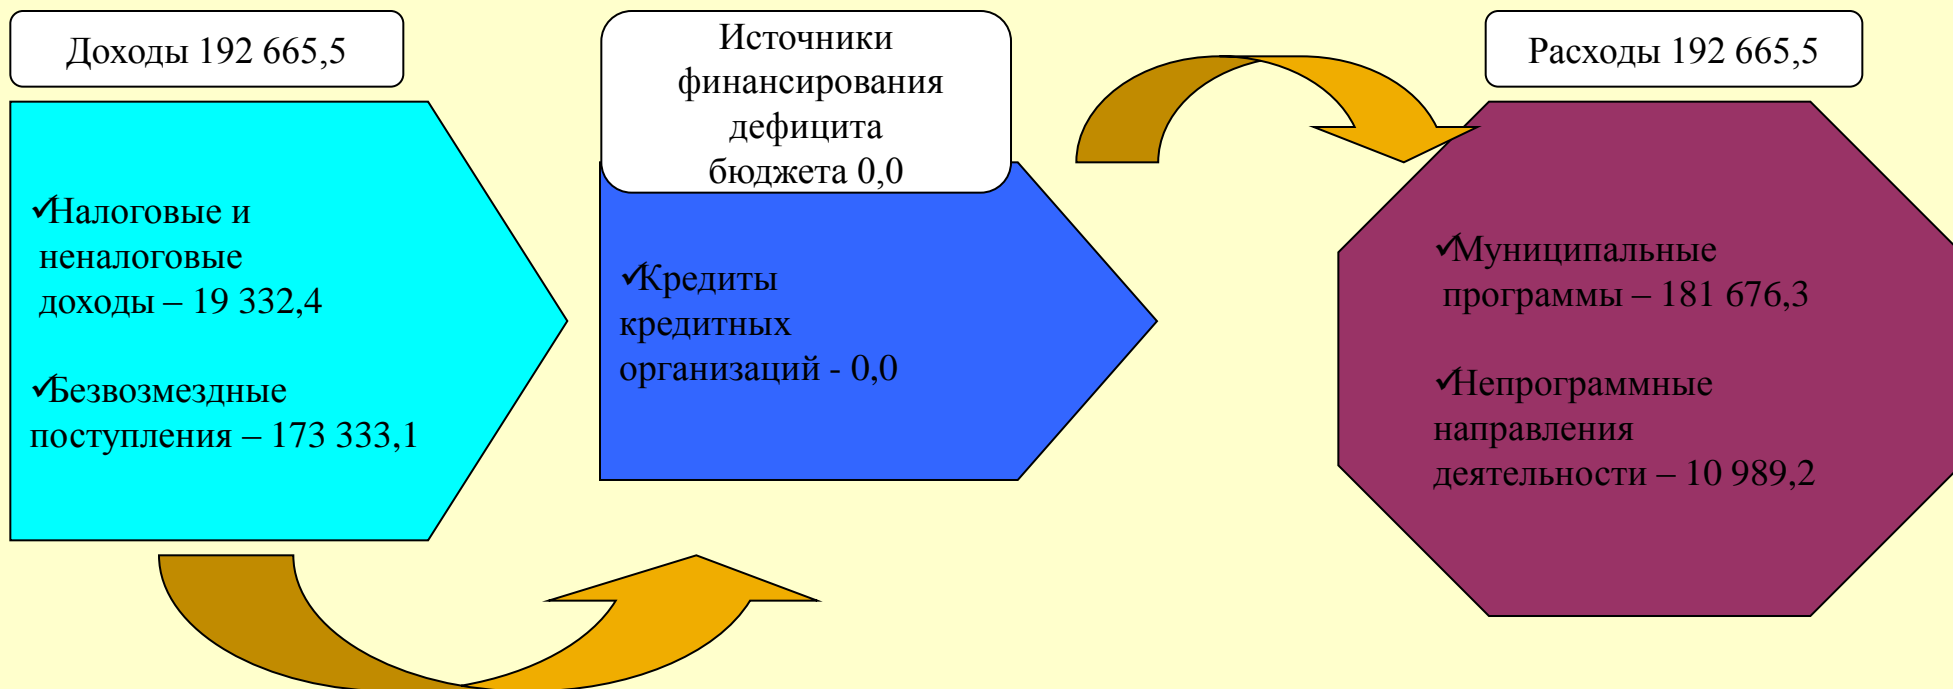 Доходы 192 665,5
✓Налоговые и
неналоговые
доходы – 19 332,4
✓Безвозмездные
поступления – 173 333,1
Источники
финансирования
дефицита
бюджета 0,0
✓Кредиты
кредитных
организаций - 0,0
Расходы 192 665,5
✓Муниципальные
программы – 181 676,3
✓Непрограммные
направления
деятельности – 10 989,2